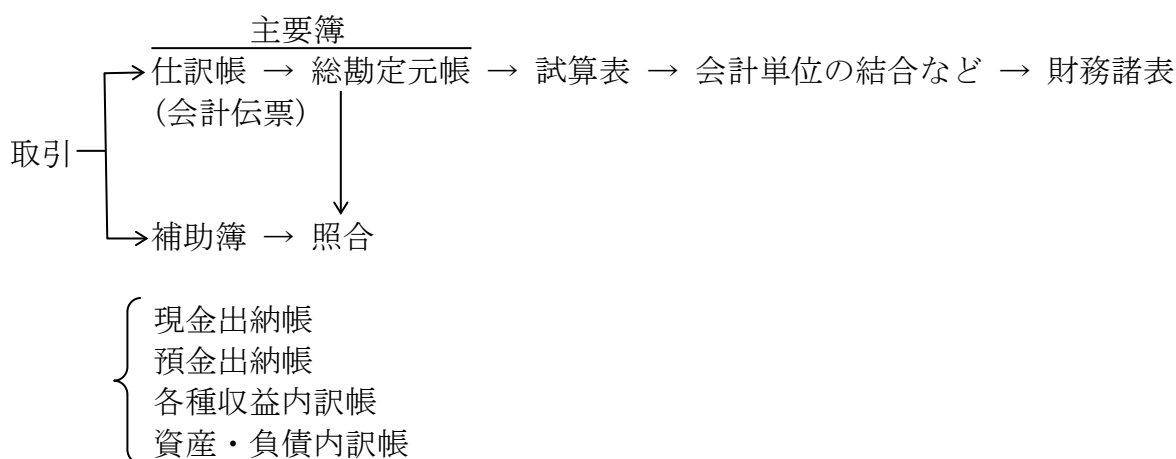 主要簿
仕訳帳 → 総勘定元帳 → 試算表 → 会計単位の結合など → 財務諸表
(会計伝票)
取引
補助簿 → 照合
現金出納帳
預金出納帳
各種収益内訳帳
資産・負債内訳帳